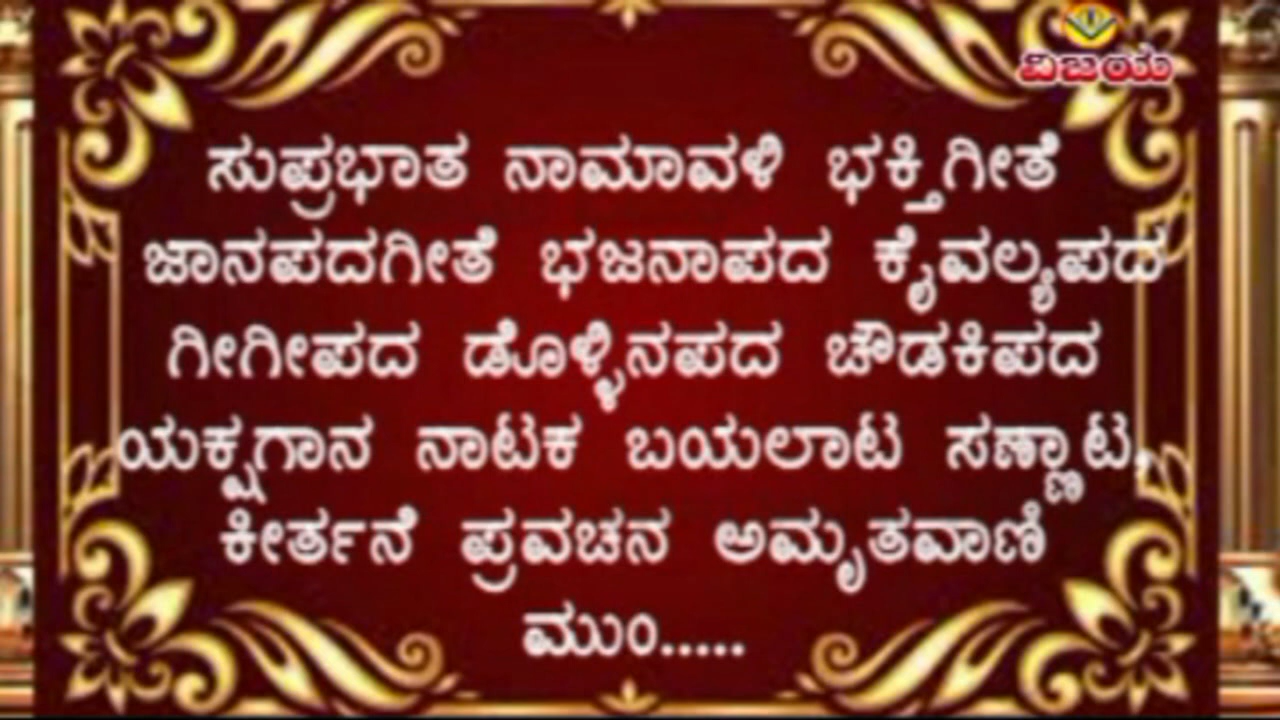 ವಿಜಯ
ಸುಪ್ರಭಾತ ನಾಮಾವಳಿ ಭಕ್ತಿಗೀತೆ
ಜಾನಪದಗೀತೆ ಭಜನಾಪದ ಕೈವಲ್ಯಪದ
ಗೀಗೀಪದ ಡೊಳ್ಳಿನಪದ ಚೌಡಕಿಪದ
ಯಕ್ಷಗಾನ ನಾಟಕ ಬಯಲಾಟ ಸಣ್ಣಾಟ,
ಕೀರ್ತನೆ ಪ್ರವಚನ ಅಮೃತವಾಣಿ
ಮುಂ.....